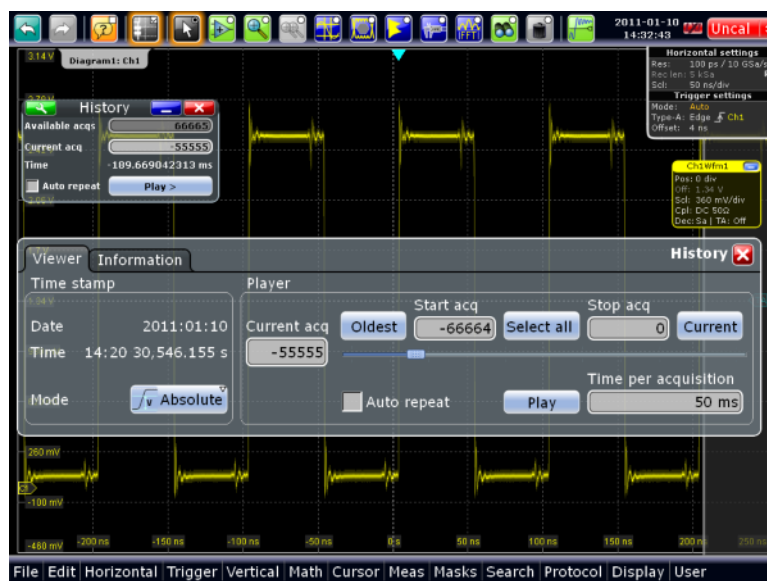 2011-01-10
14:32:43
Uncal
3.14 V
Diagram1: Ch1
Horizontal settings
Res: 100 ps / 10 GSa/s
Rec len: 5 kSa
Scl: 50 ns/div
Trigger settings
Mode: Auto
Type-A: Edge Ch1
Offset: 4 ns
History
Available acqs 66665
Current acq -55555
Time -189.669042313 ms
Auto repeat Play >
Ch1Wfm1
Pos: 0 div
Off: 1.34 V
Scl: 360 mV/div
Cpl: DC 50Ω
Dec: Sa | TA: Off
Viewer Information History
Time stamp Player
Start acq Stop acq
Date 2011:01:10 Current acq Oldest -66664 Select all 0 Current
Time 14:20 30,546.155 s -55555
Time per acquisition
Mode Absolute Auto repeat Play 50 ms
260 mV
-100 mV
-460 mV -200 ns -150 ns -100 ns -50 ns 0 s 50 ns 100 ns 150 ns 200 n 250 ns
File Edit Horizontal Trigger Vertical Math Cursor Meas Masks Search Protocol Display User